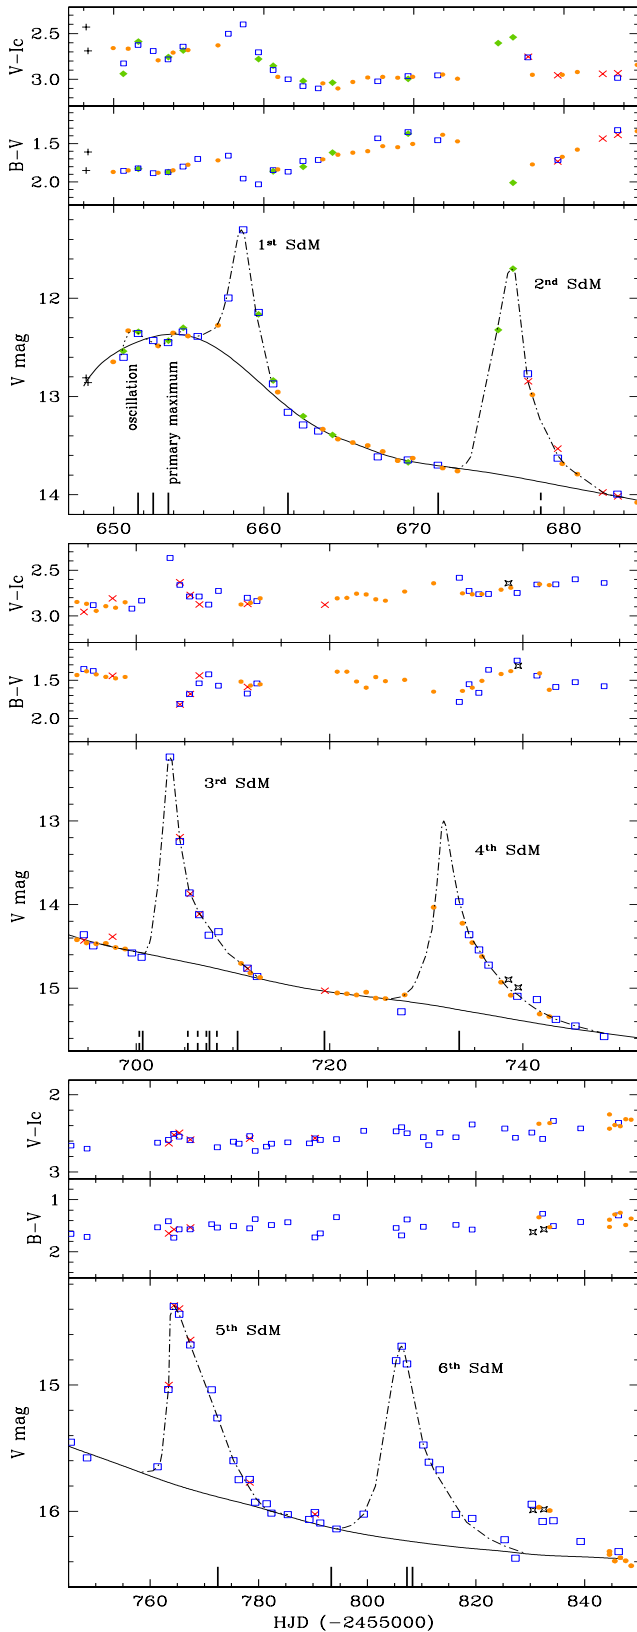 V-Ic
2.5
3.0
B-V
1.5
2.0
V mag
12
13
14
1st SdM
2nd SdM
oscillation
primary maximum
650
660
670
680
V-Ic
2.5
3.0
B-V
1.5
2.0
V mag
13
14
15
3rd SdM
4th SdM
700
720
740
V-Ic
2
3
B-V
1
2
V mag
15
16
5th SdM
6th SdM
760
780
800
820
840
HJD (-2455000)